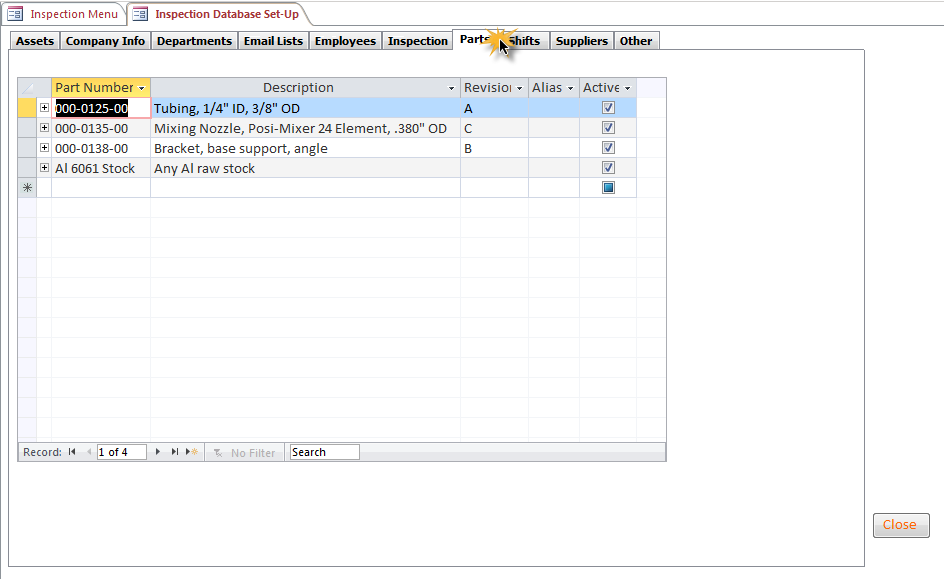 Inspection Menu Inspection Database Set-Up
Assets Company Info Departments Email Lists Employees Inspection Parts Shifts Suppliers Other
Part Number Description Revision Alias Active
000-0125-00 Tubing, 1/4" ID, 3/8" OD A
000-0135-00 Mixing Nozzle, Posi-Mixer 24 Element, .380" OD C
000-0138-00 Bracket, base support, angle B
Al 6061 Stock Any Al raw stock
Record: 1 of 4 No Filter Search
Close